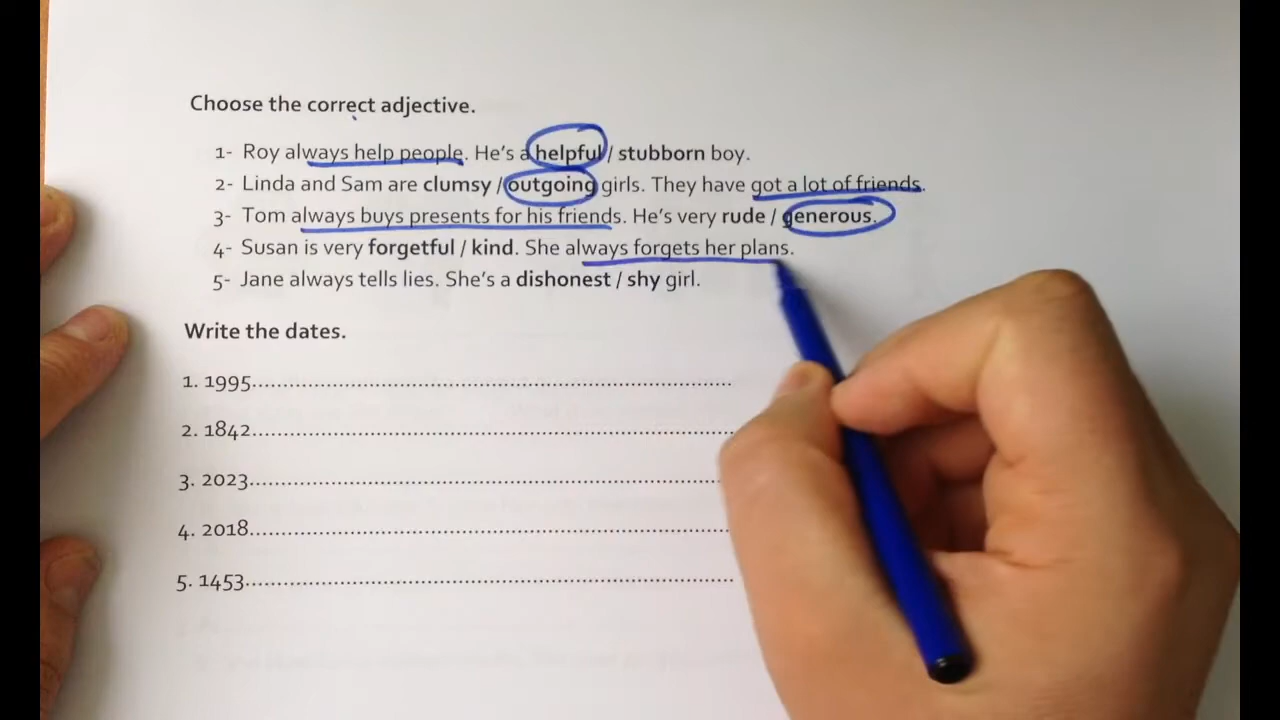 Choose the correct adjective.
1- Roy always help people. He's a helpful / stubborn boy.
2- Linda and Sam are clumsy / outgoing girls. They have got a lot of friends.
3- Tom always buys presents for his friends. He's very rude / generous.
4- Susan is very forgetful / kind. She always forgets her plans.
5- Jane always tells lies. She's a dishonest / shy girl.
Write the dates.
1. 1995..............................................................................
2. 1842..............................................................................
3. 2023..............................................................................
4. 2018..............................................................................
5. 1453..............................................................................